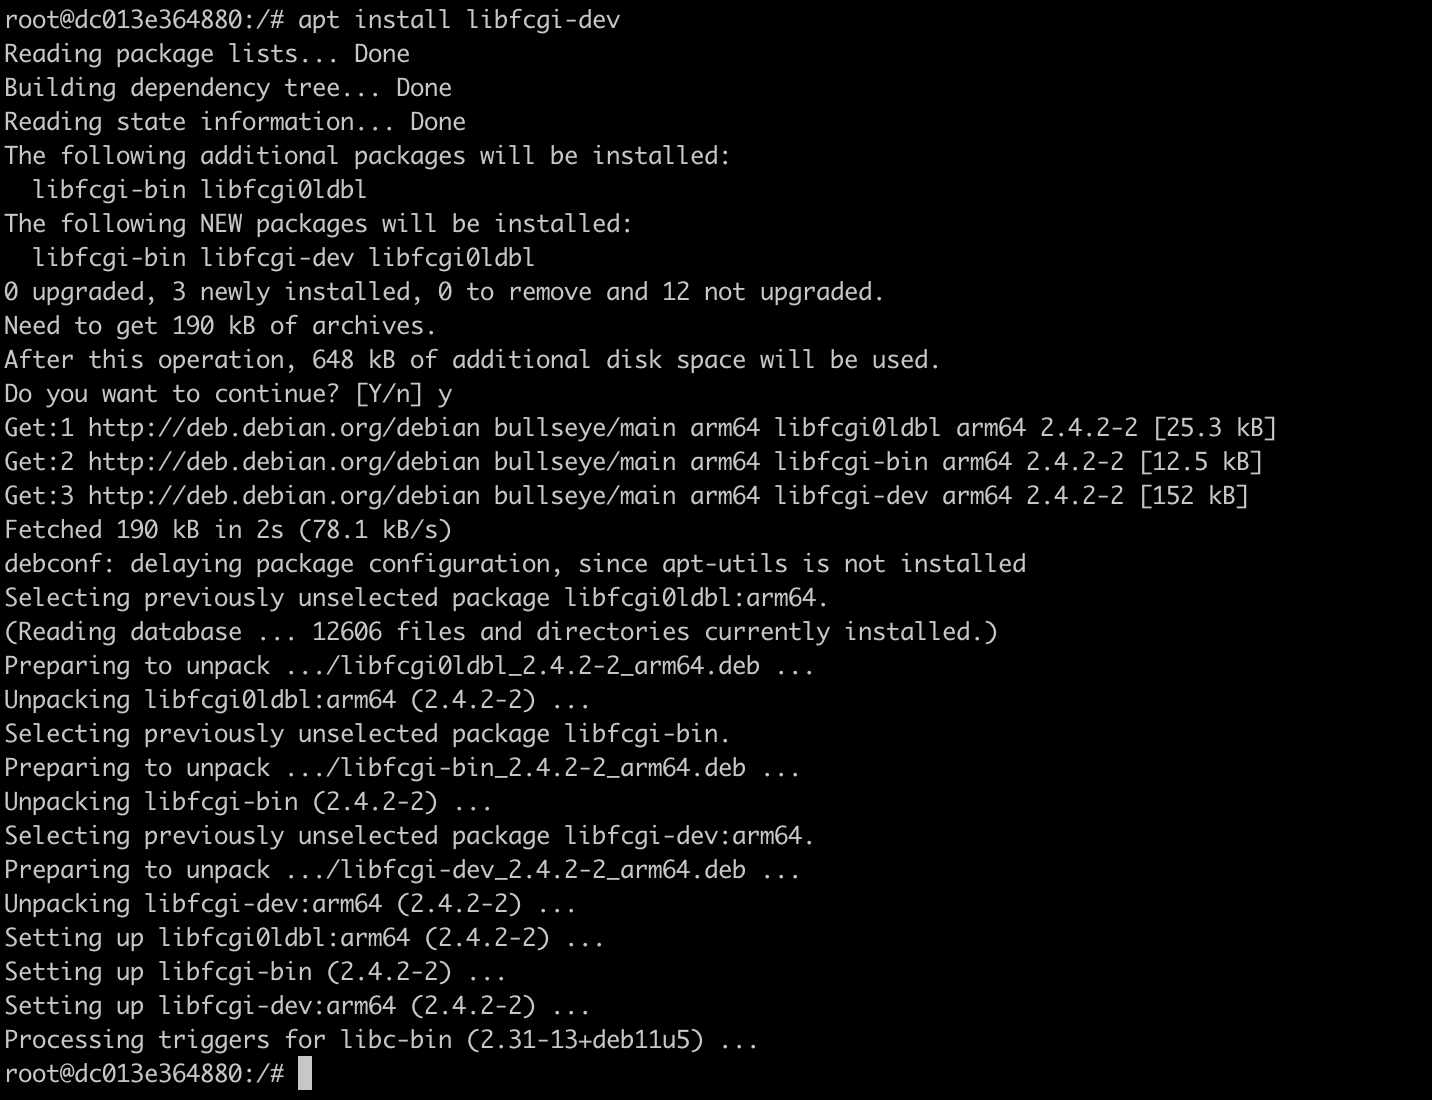 root@dc013e364880:/# apt install libfcgi-dev
Reading package lists... Done
Building dependency tree... Done
Reading state information... Done
The following additional packages will be installed:
  libfcgi-bin libfcgi0ldbl
The following NEW packages will be installed:
  libfcgi-bin libfcgi-dev libfcgi0ldbl
0 upgraded, 3 newly installed, 0 to remove and 12 not upgraded.
Need to get 190 kB of archives.
After this operation, 648 kB of additional disk space will be used.
Do you want to continue? [Y/n] y
Get:1 http://deb.debian.org/debian bullseye/main arm64 libfcgi0ldbl arm64 2.4.2-2 [25.3 kB]
Get:2 http://deb.debian.org/debian bullseye/main arm64 libfcgi-bin arm64 2.4.2-2 [12.5 kB]
Get:3 http://deb.debian.org/debian bullseye/main arm64 libfcgi-dev arm64 2.4.2-2 [152 kB]
Fetched 190 kB in 2s (78.1 kB/s)
debconf: delaying package configuration, since apt-utils is not installed
Selecting previously unselected package libfcgi0ldbl:arm64.
(Reading database ... 12606 files and directories currently installed.)
Preparing to unpack .../libfcgi0ldbl_2.4.2-2_arm64.deb ...
Unpacking libfcgi0ldbl:arm64 (2.4.2-2) ...
Selecting previously unselected package libfcgi-bin.
Preparing to unpack .../libfcgi-bin_2.4.2-2_arm64.deb ...
Unpacking libfcgi-bin (2.4.2-2) ...
Selecting previously unselected package libfcgi-dev:arm64.
Preparing to unpack .../libfcgi-dev_2.4.2-2_arm64.deb ...
Unpacking libfcgi-dev:arm64 (2.4.2-2) ...
Setting up libfcgi0ldbl:arm64 (2.4.2-2) ...
Setting up libfcgi-bin (2.4.2-2) ...
Setting up libfcgi-dev:arm64 (2.4.2-2) ...
Processing triggers for libc-bin (2.31-13+deb11u5) ...
root@dc013e364880:/#